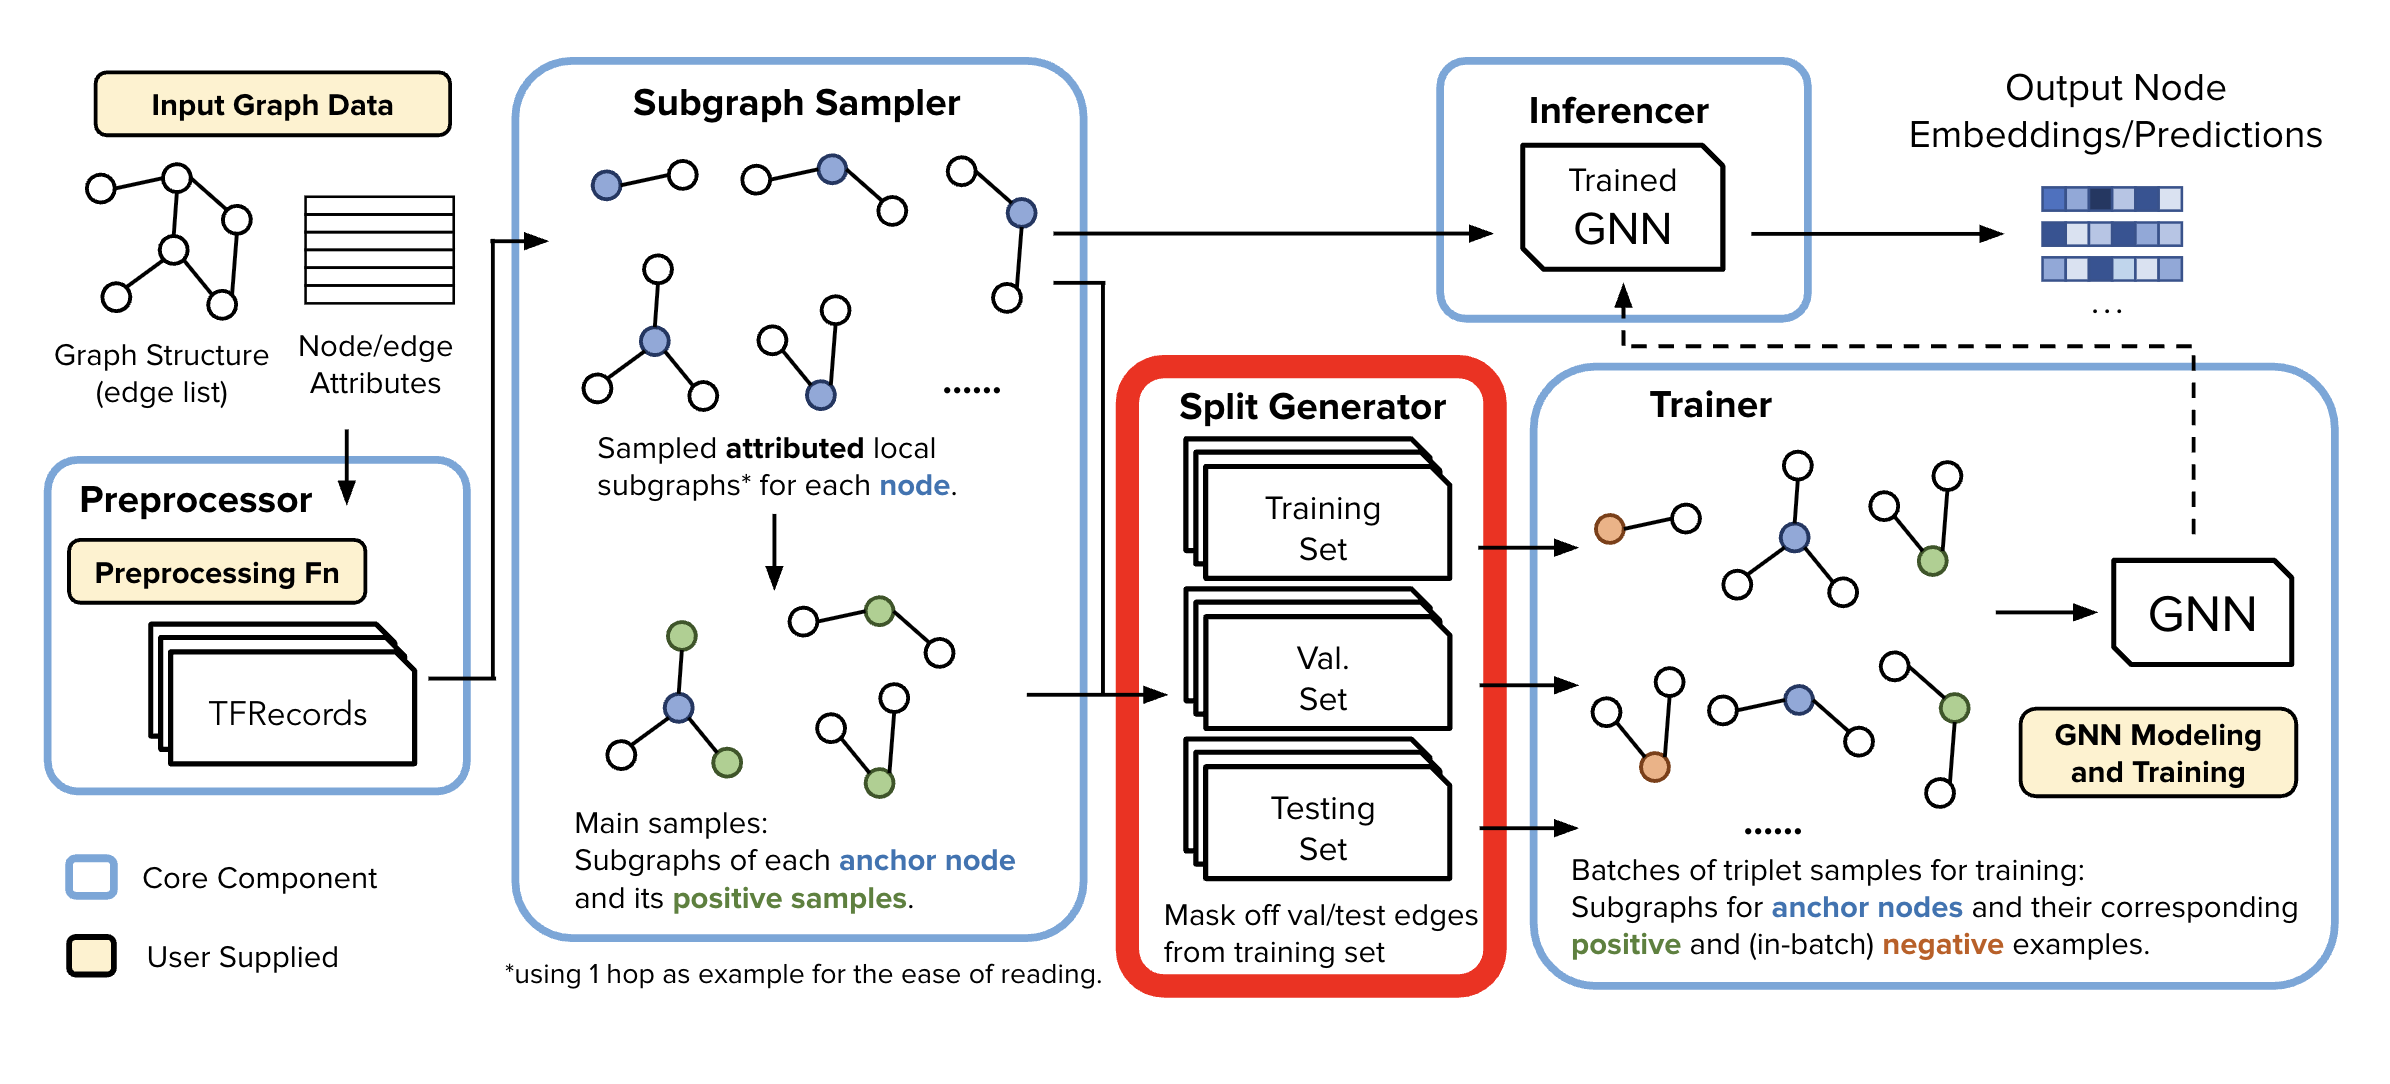 Input Graph Data
Graph Structure
(edge list)
Node/edge
Attributes
Preprocessor
Preprocessing Fn
TFRecords
Core Component
User Supplied
Subgraph Sampler
......
Sampled attributed local
subgraphs* for each node.
Main samples:
Subgraphs of each anchor node
and its positive samples.
*using 1 hop as example for the ease of reading.
Split Generator
Training
Set
Val.
Set
Testing
Set
Mask off val/test edges
from training set
Inferencer
Trained
GNN
Output Node
Embeddings/Predictions
...
Trainer
GNN
GNN Modeling
and Training
......
Batches of triplet samples for training:
Subgraphs for anchor nodes and their corresponding
positive and (in-batch) negative examples.